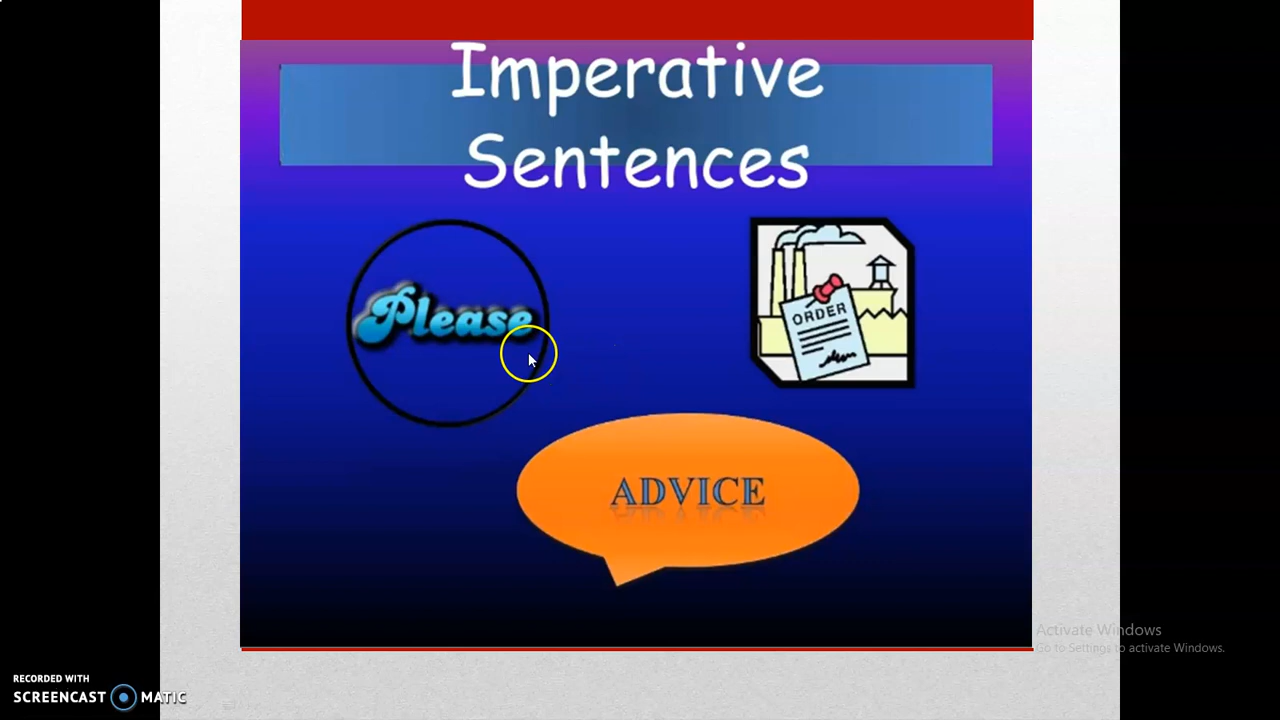 Imperative
Sentences
Please
ORDER
ADVICE
Activate Windows
Go to Settings to activate Windows.
RECORDED WITH
SCREENCAST MATIC